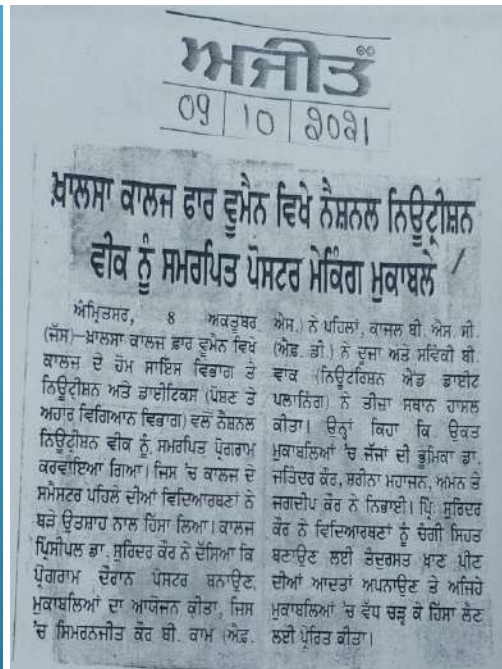 ਅਜੀਤ
09 10 2021
ਖ਼ਾਲਸਾ ਕਾਲਜ ਫਾਰ ਵੂਮੈਨ ਵਿਖੇ ਨੈਸ਼ਨਲ ਨਿਊਟ੍ਰੀਸ਼ਨ
ਵੀਕ ਨੂੰ ਸਮਰਪਿਤ ਪੋਸਟਰ ਮੇਕਿੰਗ ਮੁਕਾਬਲੇ
ਅੰਮ੍ਰਿਤਸਰ, 8 ਅਕਤੂਬਰ
(ਜੱਸ)–ਖ਼ਾਲਸਾ ਕਾਲਜ ਫ਼ਾਰ ਵੂਮੈਨ ਵਿਖੇ
ਕਾਲਜ ਦੇ ਹੋਮ ਸਾਇੰਸ ਵਿਭਾਗ ਤੇ
ਨਿਊਟ੍ਰੀਸ਼ਨ ਅਤੇ ਡਾਈਟਿਕਸ (ਪੋਸ਼ਣ ਤੇ
ਅਹਾਰ ਵਿਗਿਆਨ ਵਿਭਾਗ) ਵਲੋਂ ਨੈਸ਼ਨਲ
ਨਿਊਟ੍ਰੀਸ਼ਨ ਵੀਕ ਨੂੰ ਸਮਰਪਿਤ ਪ੍ਰੋਗਰਾਮ
ਕਰਵਾਇਆ ਗਿਆ। ਜਿਸ 'ਚ ਕਾਲਜ ਦੇ
ਸਮੈਸਟਰ ਪਹਿਲੇ ਦੀਆਂ ਵਿਦਿਆਰਥਣਾਂ ਨੇ
ਬੜੇ ਉਤਸ਼ਾਹ ਨਾਲ ਹਿੱਸਾ ਲਿਆ। ਕਾਲਜ
ਪ੍ਰਿੰਸੀਪਲ ਡਾ. ਸੁਰਿੰਦਰ ਕੌਰ ਨੇ ਦੱਸਿਆ ਕਿ
ਪ੍ਰੋਗਰਾਮ ਦੌਰਾਨ ਪੋਸਟਰ ਬਨਾਉਣ
ਮੁਕਾਬਲਿਆਂ ਦਾ ਆਯੋਜਨ ਕੀਤਾ, ਜਿਸ
'ਚ ਸਿਮਰਨਜੀਤ ਕੌਰ ਬੀ. ਕਾਮ (ਐਫ.
ਐਸ.) ਨੇ ਪਹਿਲਾਂ, ਕਾਜਲ ਬੀ. ਐਸ. ਸੀ.
(ਐਫ਼. ਡੀ.) ਨੇ ਦੂਜਾ ਅਤੇ ਸਵਿਕੀ ਬੀ.
ਵਾਕ (ਨਿਊਟਰਿਸ਼ਨ ਐਂਡ ਡਾਈਟ
ਪਲਾਨਿੰਗ) ਨੇ ਤੀਜਾ ਸਥਾਨ ਹਾਸਲ
ਕੀਤਾ। ਉਨ੍ਹਾਂ ਕਿਹਾ ਕਿ ਉਕਤ
ਮੁਕਾਬਲਿਆਂ 'ਚ ਜੱਜਾਂ ਦੀ ਭੂਮਿਕਾ ਡਾ.
ਜਤਿੰਦਰ ਕੌਰ, ਸ਼ਰੀਨਾ ਮਹਾਜਨ, ਅਮਨ ਤੇ
ਜਗਦੀਪ ਕੌਰ ਨੇ ਨਿਭਾਈ। ਪ੍ਰਿੰ: ਸੁਰਿੰਦਰ
ਕੌਰ ਨੇ ਵਿਦਿਆਰਥਣਾਂ ਨੂੰ ਚੰਗੀ ਸਿਹਤ
ਬਣਾਉਣ ਲਈ ਤੰਦਰੁਸਤ ਖਾਣ ਪੀਣ
ਦੀਆਂ ਆਦਤਾਂ ਅਪਨਾਉਣ ਤੇ ਅਜਿਹੇ
ਮੁਕਾਬਲਿਆਂ 'ਚ ਵੱਧ ਚੜ੍ਹ ਕੇ ਹਿੱਸਾ ਲੈਣ
ਲਈ ਪ੍ਰੇਰਿਤ ਕੀਤਾ।